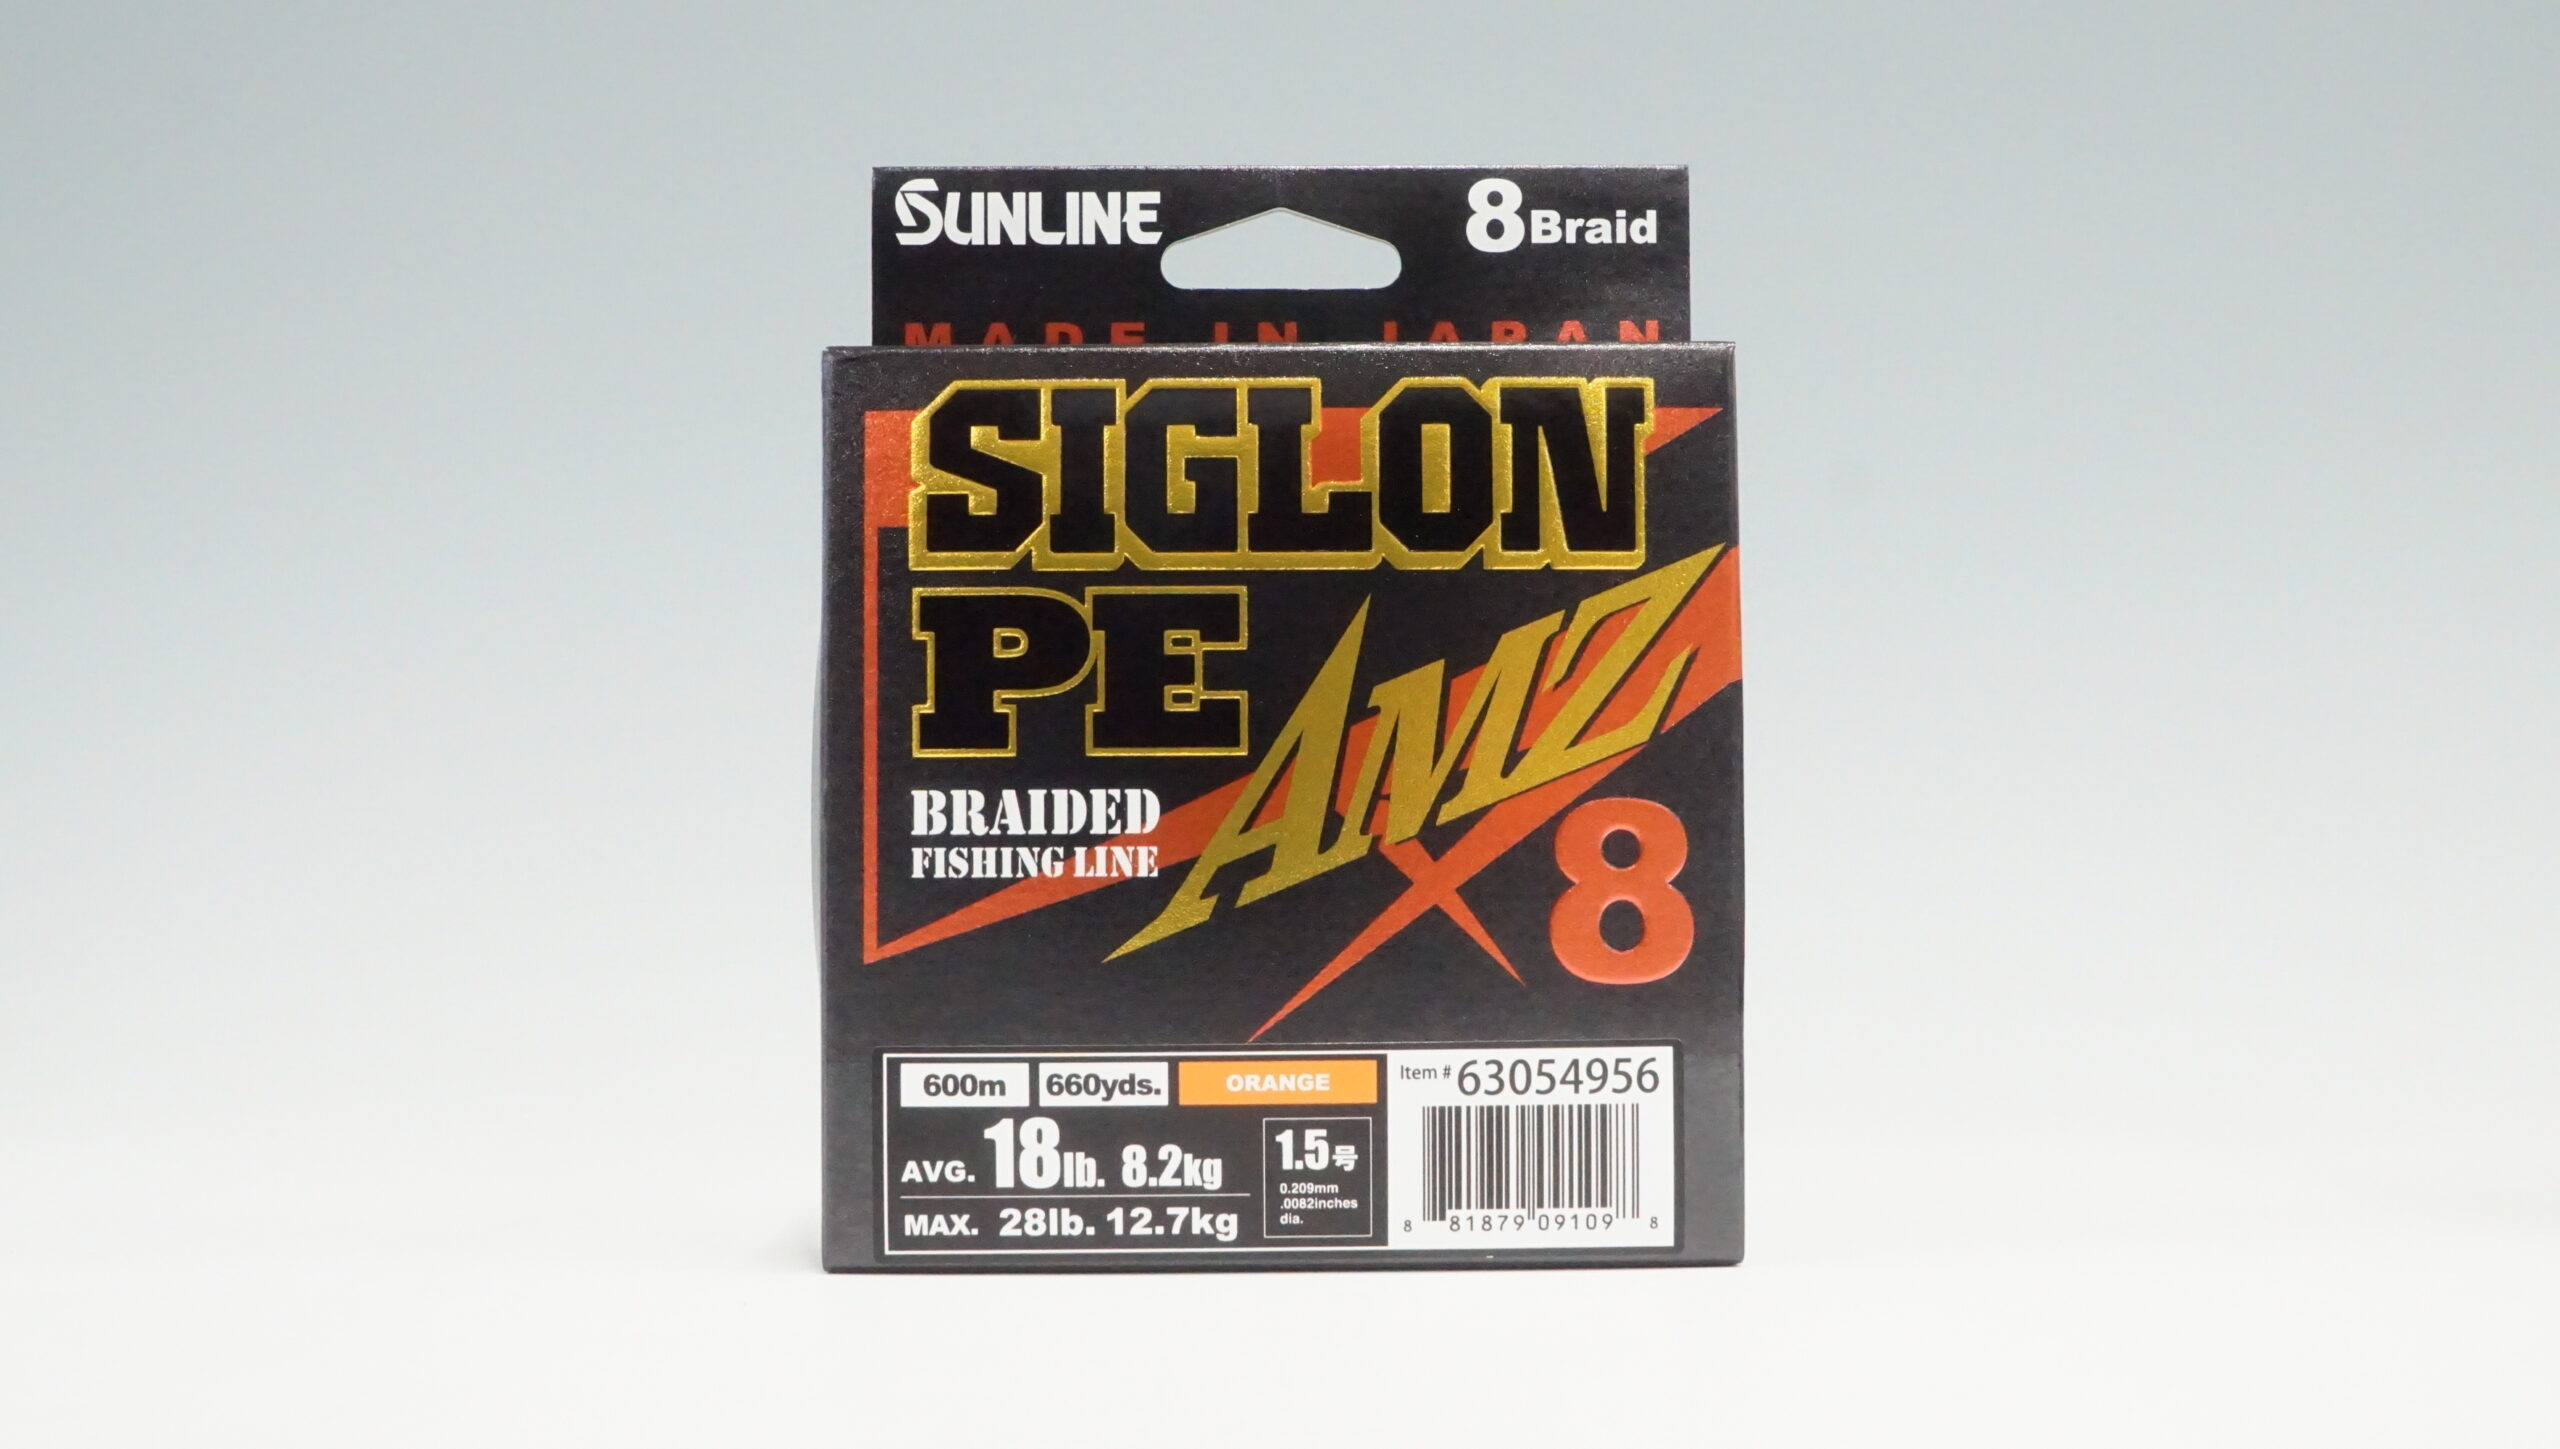 SUNLINE
8 Braid
MADE IN JAPAN
SIGLON
PE
AMZ
×8
BRAIDED
FISHING LINE
600m 660yds. ORANGE
AVG. 18lb. 8.2kg
MAX. 28lb. 12.7kg
1.5号
0.209mm
.0082inches
dia.
Item # 63054956
8 81879 09109 8